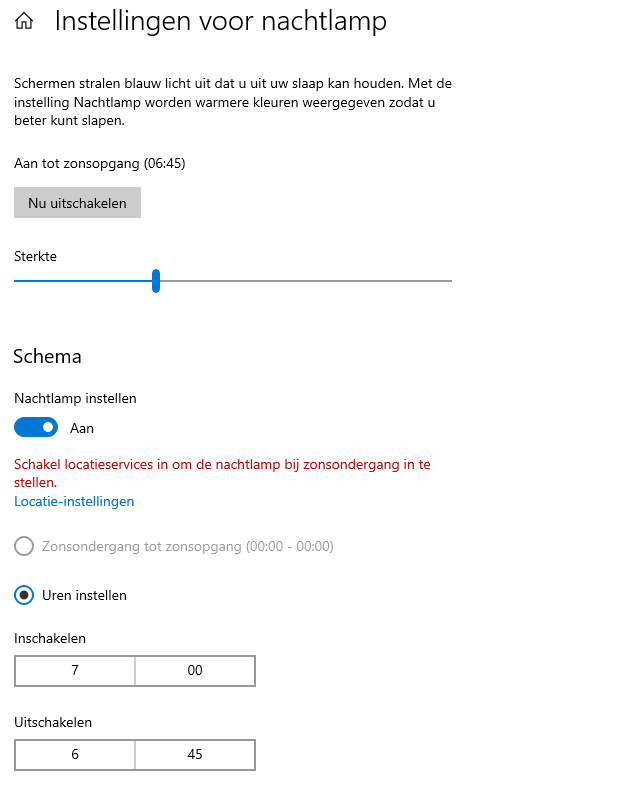 Instellingen voor nachtlamp
Schermen stralen blauw licht uit dat u uit uw slaap kan houden. Met de
instelling Nachtlamp worden warmere kleuren weergegeven zodat u
beter kunt slapen.
Aan tot zonsopgang (06:45)
Nu uitschakelen
Sterkte
Schema
Nachtlamp instellen
Aan
Schakel locatieservices in om de nachtlamp bij zonsondergang in te
stellen.
Locatie-instellingen
Zonsondergang tot zonsopgang (00:00 - 00:00)
Uren instellen
Inschakelen
7 00
Uitschakelen
6 45